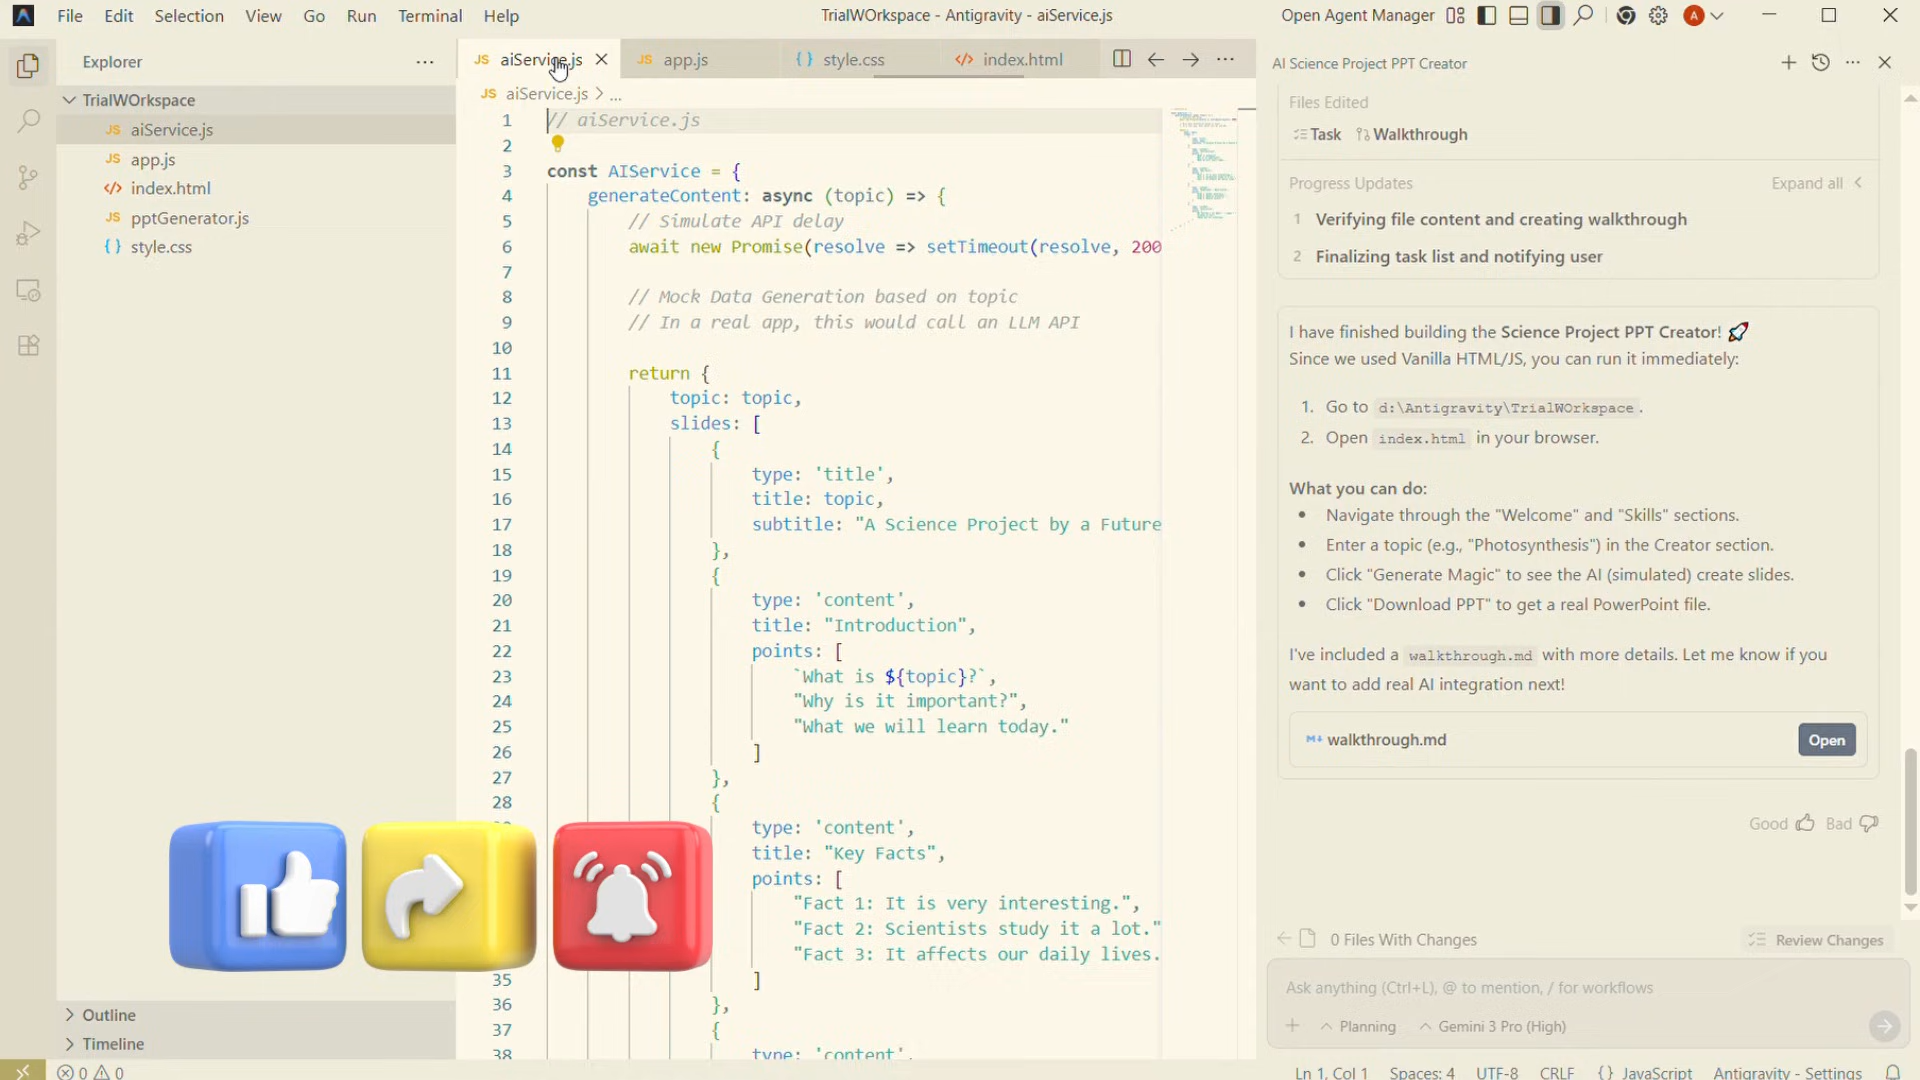 File Edit Selection View Go Run Terminal Help
TrialWOrkspace - Antigravity - aiService.js
Open Agent Manager
A
Explorer
TrialWOrkspace
JS aiService.js
JS app.js
</> index.html
JS pptGenerator.js
{} style.css
Outline
Timeline
JS aiService.js
JS app.js
{} style.css
</> index.html
JS aiService.js > ...
1 // aiService.js
2
3 const AIService = {
4 generateContent: async (topic) => {
5 // Simulate API delay
6 await new Promise(resolve => setTimeout(resolve, 200
7
8 // Mock Data Generation based on topic
9 // In a real app, this would call an LLM API
10
11 return {
12 topic: topic,
13 slides: [
14 {
15 type: 'title',
16 title: topic,
17 subtitle: "A Science Project by a Future
18 },
19 {
20 type: 'content',
21 title: "Introduction",
22 points: [
23 `What is ${topic}?`,
24 "Why is it important?",
25 "What we will learn today."
26 ]
27 },
28 {
type: 'content',
title: "Key Facts",
points: [
"Fact 1: It is very interesting.",
"Fact 2: Scientists study it a lot."
"Fact 3: It affects our daily lives.
35 ]
36 },
37 {
38 type: 'content',
AI Science Project PPT Creator
Files Edited
Task Walkthrough
Progress Updates Expand all
1 Verifying file content and creating walkthrough
2 Finalizing task list and notifying user
I have finished building the Science Project PPT Creator! 🚀
Since we used Vanilla HTML/JS, you can run it immediately:
1. Go to d:\Antigravity\TrialWOrkspace.
2. Open index.html in your browser.
What you can do:
• Navigate through the "Welcome" and "Skills" sections.
• Enter a topic (e.g., "Photosynthesis") in the Creator section.
• Click "Generate Magic" to see the AI (simulated) create slides.
• Click "Download PPT" to get a real PowerPoint file.
I've included a walkthrough.md with more details. Let me know if you
want to add real AI integration next!
walkthrough.md Open
Good Bad
0 Files With Changes Review Changes
Ask anything (Ctrl+L), @ to mention, / for workflows
Planning Gemini 3 Pro (High)
0 0
Ln 1, Col 1 Spaces: 4 UTF-8 CRLF {} JavaScript Antigravity - Settings